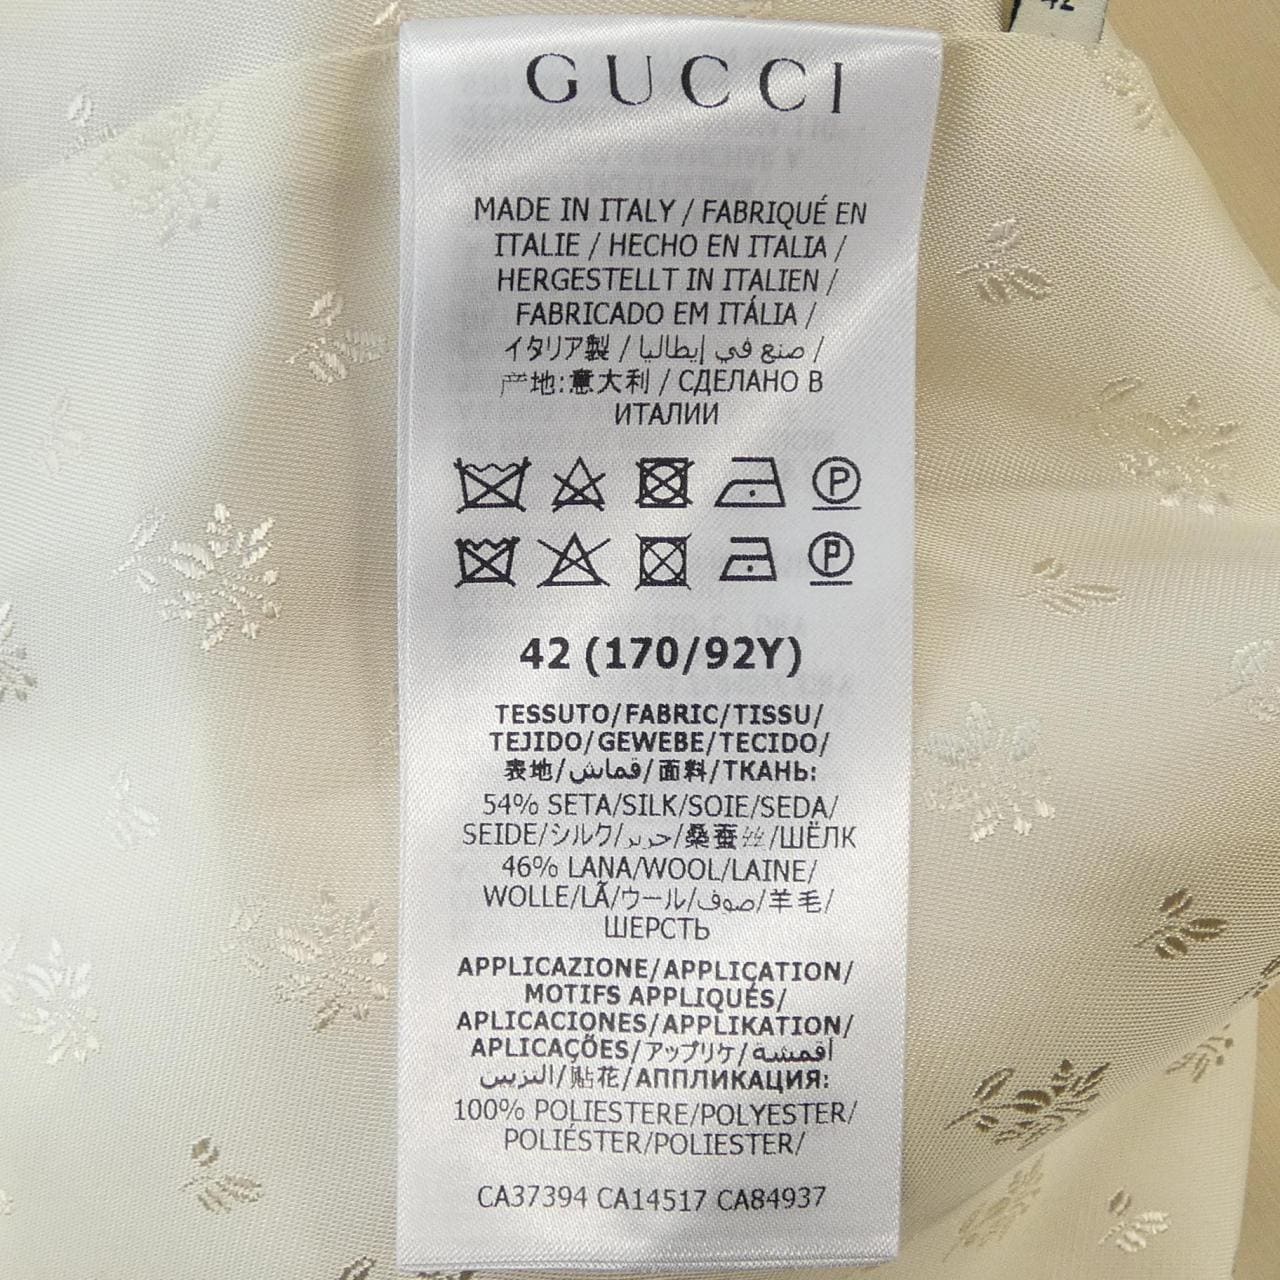 42
GUCCI
MADE IN ITALY / FABRIQUÉ EN
ITALIE / HECHO EN ITALIA /
HERGESTELLT IN ITALIEN /
FABRICADO EM ITÁLIA /
イタリア製 / صنع في إيطاليا /
产地:意大利 / СДЕЛАНО В
ИТАЛИИ
P
P
42 (170/92Y)
TESSUTO/FABRIC/TISSU/
TEJIDO/GEWEBE/TECIDO/
表地/قماش/面料/ТКАНЬ:
54% SETA/SILK/SOIE/SEDA/
SEIDE/シルク/حرير/桑蚕丝/ШЁЛК
46% LANA/WOOL/LAINE/
WOLLE/LÃ/ウール/صوف/羊毛/
ШЕРСТЬ
APPLICAZIONE/APPLICATION/
MOTIFS APPLIQUÉS/
APLICACIONES/APPLIKATION/
APLICAÇÕES/アップリケ/أقمشة
التزيين/贴花/АППЛИКАЦИЯ:
100% POLIESTERE/POLYESTER/
POLIÉSTER/POLIESTER/
CA37394 CA14517 CA84937